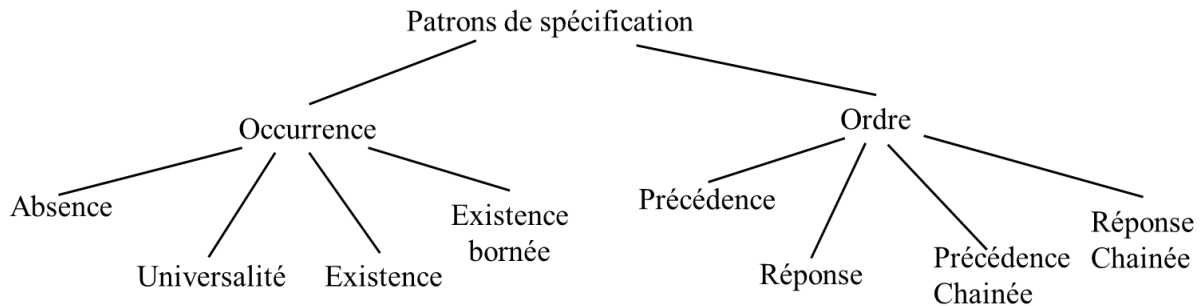 Patrons de spécification
Occurrence
Ordre
Absence
Universalité
Existence
Existence
bornée
Précédence
Réponse
Précédence
Chainée
Réponse
Chainée